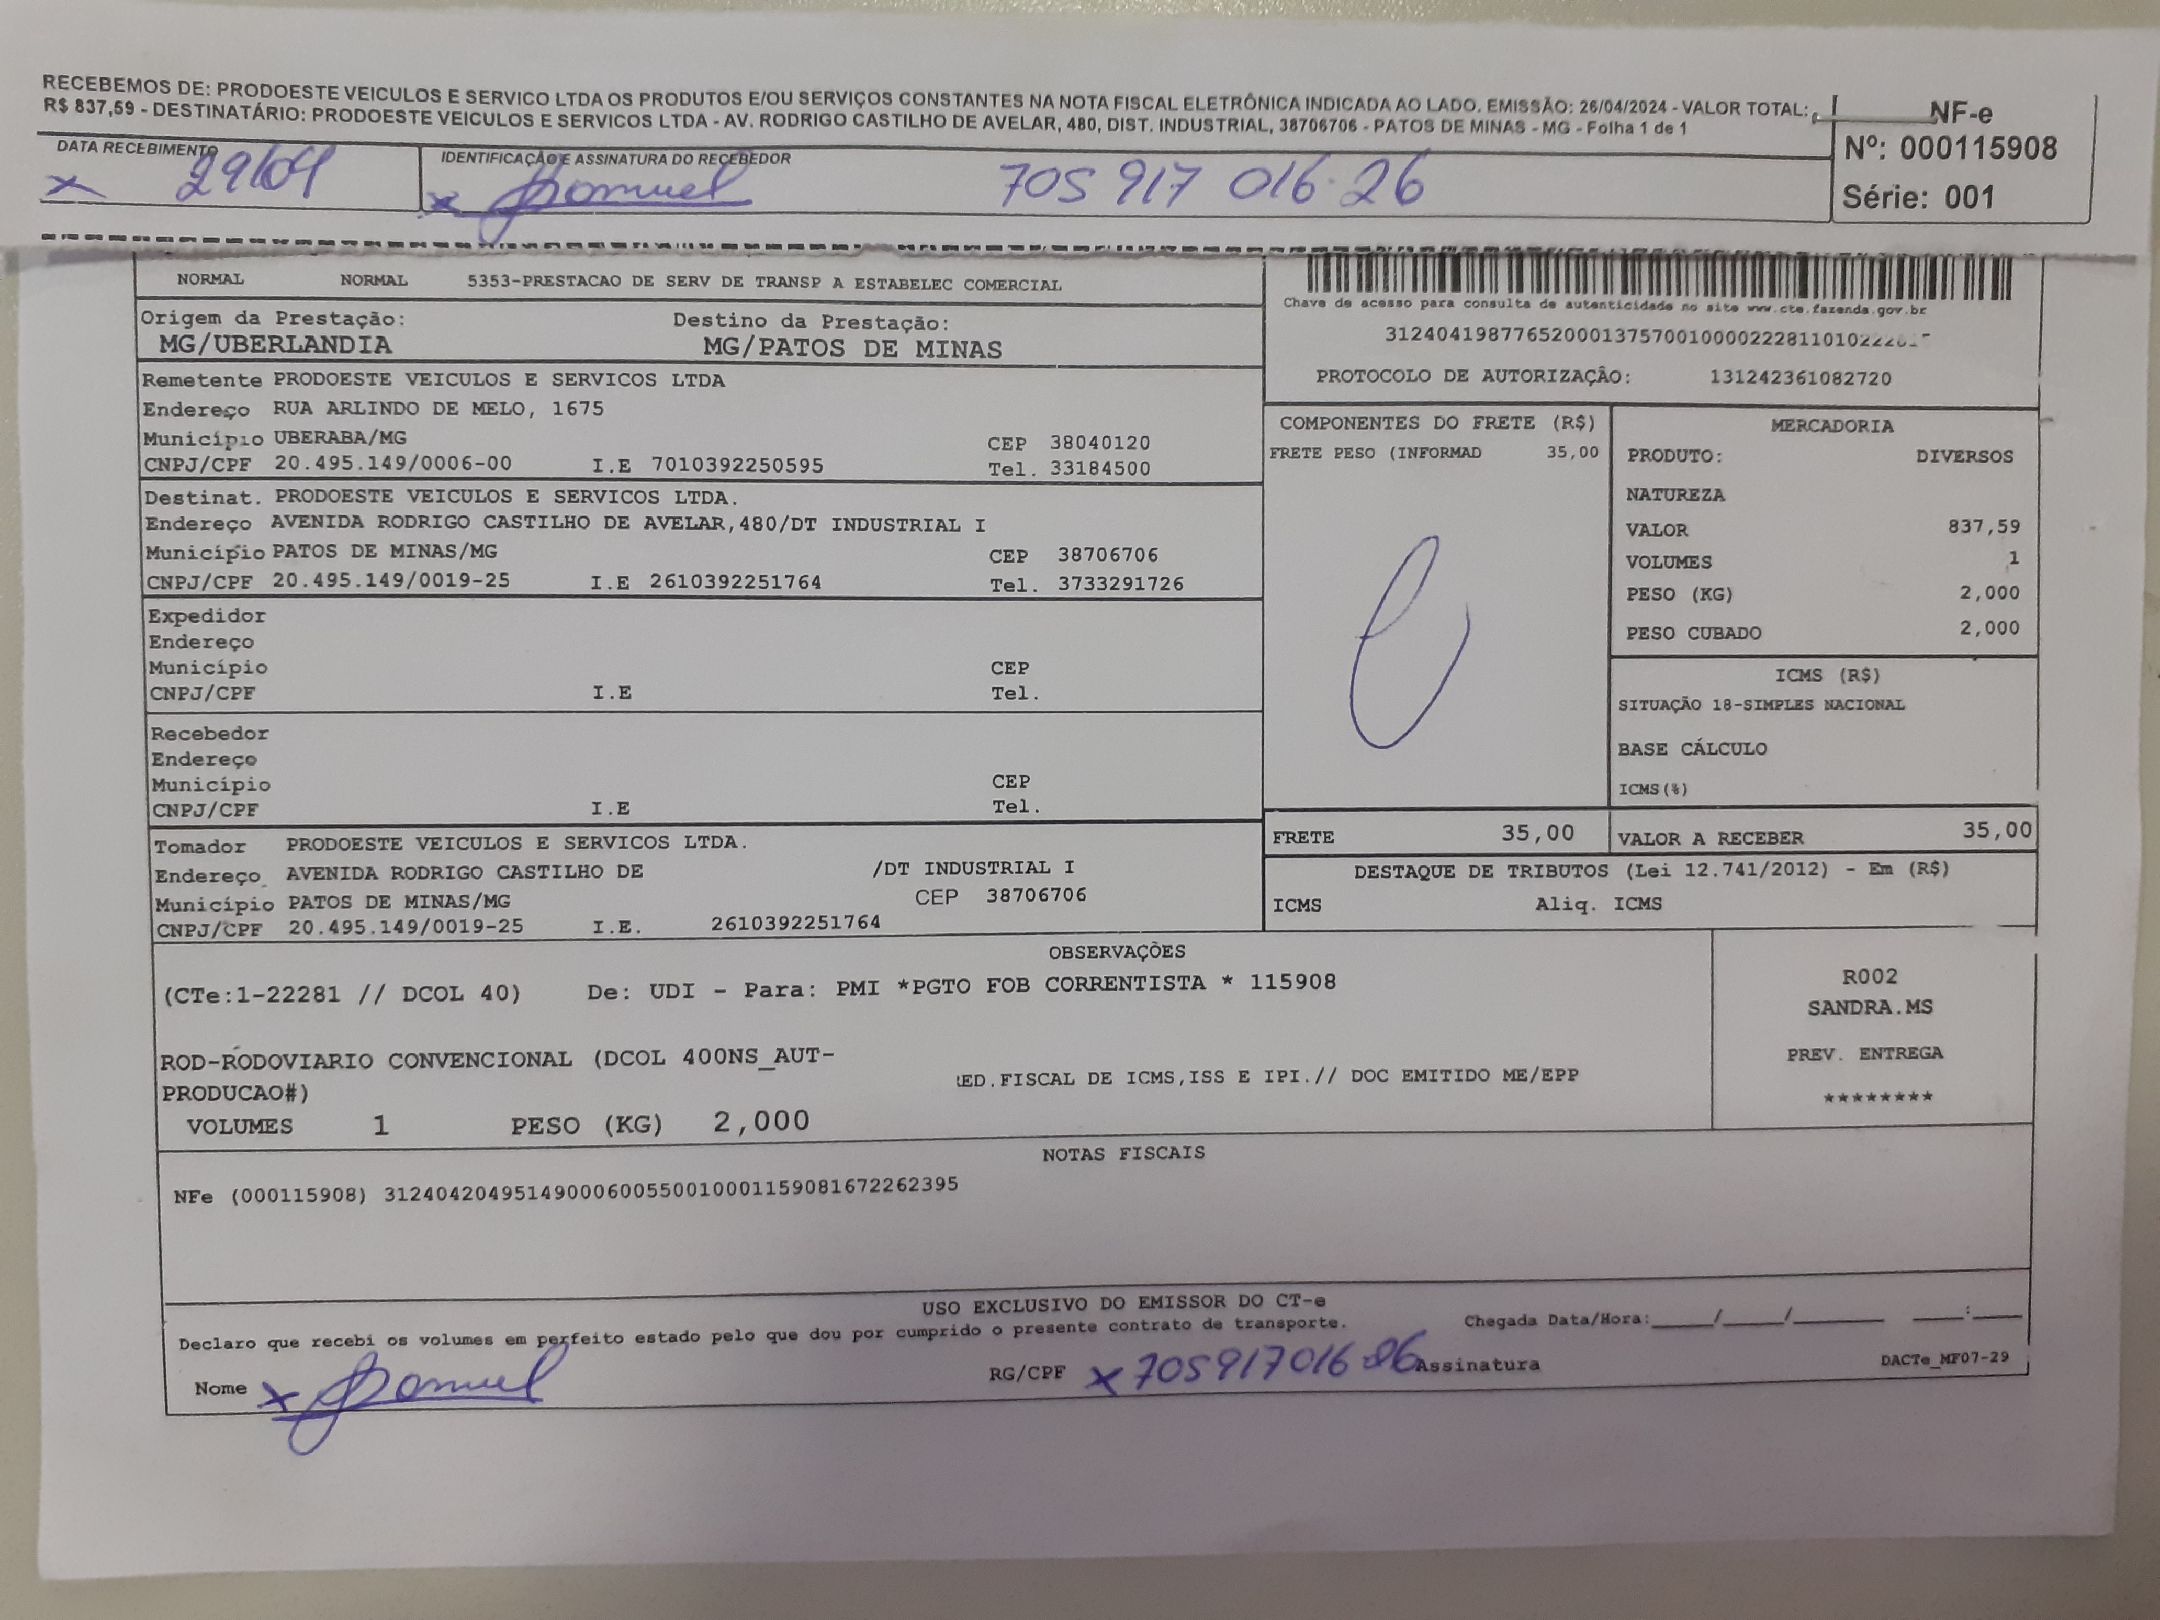 RECEBEMOS DE: PRODOESTE VEICULOS E SERVICO LTDA OS PRODUTOS E/OU SERVIÇOS CONSTANTES NA NOTA FISCAL ELETRÔNICA INDICADA AO LADO. EMISSÃO: 26/04/2024 - VALOR TOTAL:
R$ 837,59 - DESTINATÁRIO: PRODOESTE VEICULOS E SERVICOS LTDA - AV. RODRIGO CASTILHO DE AVELAR, 480, DIST. INDUSTRIAL, 38706706 - PATOS DE MINAS - MG - Folha 1 de 1
NF-e
Nº: 000115908
Série: 001
DATA RECEBIMENTO
x 29/04
IDENTIFICAÇÃO E ASSINATURA DO RECEBEDOR
x Samuel 705 917 016-26
NORMAL NORMAL 5353-PRESTACAO DE SERV DE TRANSP A ESTABELEC COMERCIAL
Chave de acesso para consulta de autenticidade no site www.cte.fazenda.gov.br
PROTOCOLO DE AUTORIZAÇÃO: 131242361082720
Origem da Prestação: Destino da Prestação:
MG/UBERLANDIA MG/PATOS DE MINAS
Remetente PRODOESTE VEICULOS E SERVICOS LTDA
Endereço RUA ARLINDO DE MELO, 1675
Município UBERABA/MG CEP 38040120
CNPJ/CPF 20.495.149/0006-00 I.E 7010392250595 Tel. 33184500
Destinat. PRODOESTE VEICULOS E SERVICOS LTDA.
Endereço AVENIDA RODRIGO CASTILHO DE AVELAR,480/DT INDUSTRIAL I
Município PATOS DE MINAS/MG CEP 38706706
CNPJ/CPF 20.495.149/0019-25 I.E 2610392251764 Tel. 3733291726
Expedidor
Endereço
Município CEP
CNPJ/CPF I.E Tel.
Recebedor
Endereço
Município CEP
CNPJ/CPF I.E Tel.
Tomador PRODOESTE VEICULOS E SERVICOS LTDA.
Endereço AVENIDA RODRIGO CASTILHO DE /DT INDUSTRIAL I
Município PATOS DE MINAS/MG CEP 38706706
CNPJ/CPF 20.495.149/0019-25 I.E. 2610392251764
COMPONENTES DO FRETE (R$)
FRETE PESO (INFORMAD 35,00
MERCADORIA
PRODUTO: DIVERSOS
NATUREZA
VALOR 837,59
VOLUMES 1
PESO (KG) 2,000
PESO CUBADO 2,000
ICMS (R$)
SITUAÇÃO 18-SIMPLES NACIONAL
BASE CÁLCULO
ICMS(%)
FRETE 35,00 VALOR A RECEBER 35,00
DESTAQUE DE TRIBUTOS (Lei 12.741/2012) - Em (R$)
ICMS Aliq. ICMS
OBSERVAÇÕES
(CTe:1-22281 // DCOL 40) De: UDI - Para: PMI *PGTO FOB CORRENTISTA * 115908
ROD-RODOVIARIO CONVENCIONAL (DCOL 400NS_AUT-
PRODUCAO#)
ED.FISCAL DE ICMS,ISS E IPI.// DOC EMITIDO ME/EPP
VOLUMES 1 PESO (KG) 2,000
R002
SANDRA.MS
PREV. ENTREGA
********
NOTAS FISCAIS
NFe (000115908) 31240420495149000600550010001159081672262395
USO EXCLUSIVO DO EMISSOR DO CT-e
Declaro que recebi os volumes em perfeito estado pelo que dou por cumprido o presente contrato de transporte.
Chegada Data/Hora:_____/_____/_______ ____:____
Nome x Samuel RG/CPF x 705917016-26 Assinatura
DACTe_MF07-29